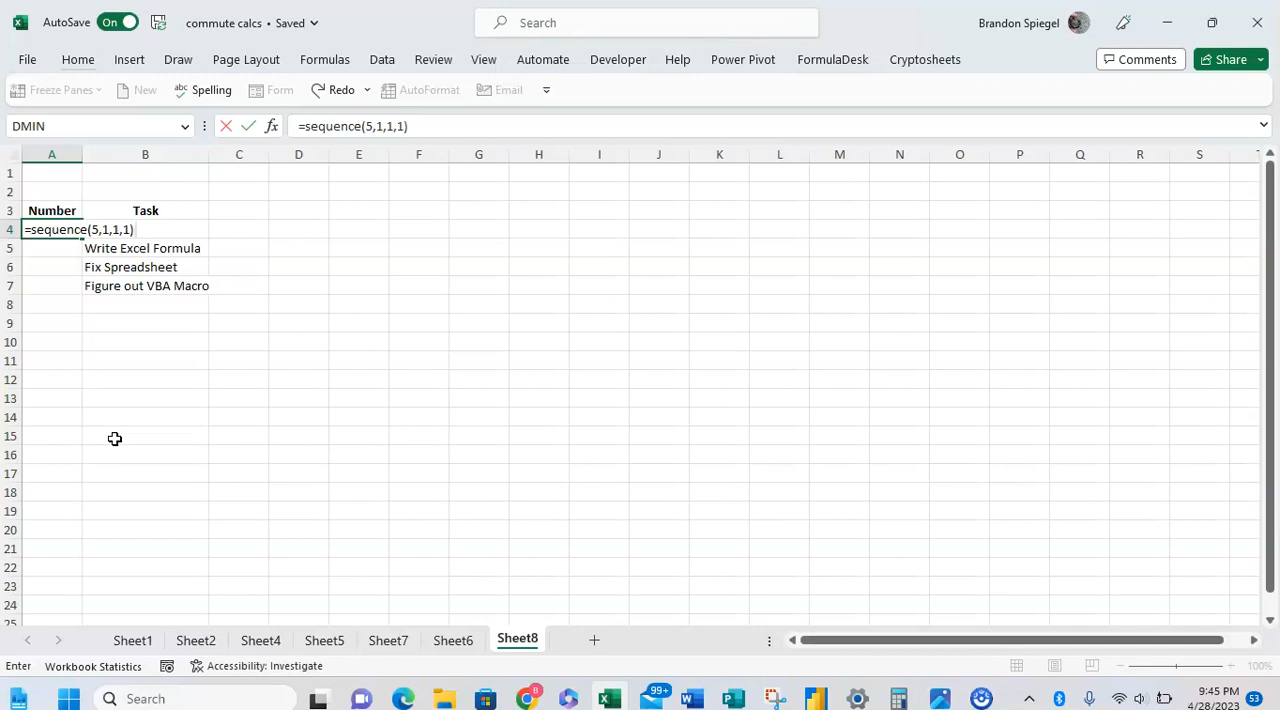 AutoSave On commute calcs • Saved Search Brandon Spiegel
File Home Insert Draw Page Layout Formulas Data Review View Automate Developer Help Power Pivot FormulaDesk Cryptosheets Comments Share
Freeze Panes New abc Spelling Form Redo AutoFormat Email
DMIN fx =sequence(5,1,1,1)
A B C D E F G H I J K L M N O P Q R S
1
2
3 Number Task
4 =sequence(5,1,1,1)
5 Write Excel Formula
6 Fix Spreadsheet
7 Figure out VBA Macro
8
9
10
11
12
13
14
15
16
17
18
19
20
21
22
23
24
25
Sheet1 Sheet2 Sheet4 Sheet5 Sheet7 Sheet6 Sheet8
Enter Workbook Statistics Accessibility: Investigate 100%
Search B 99+ 9:45 PM 53
4/28/2023